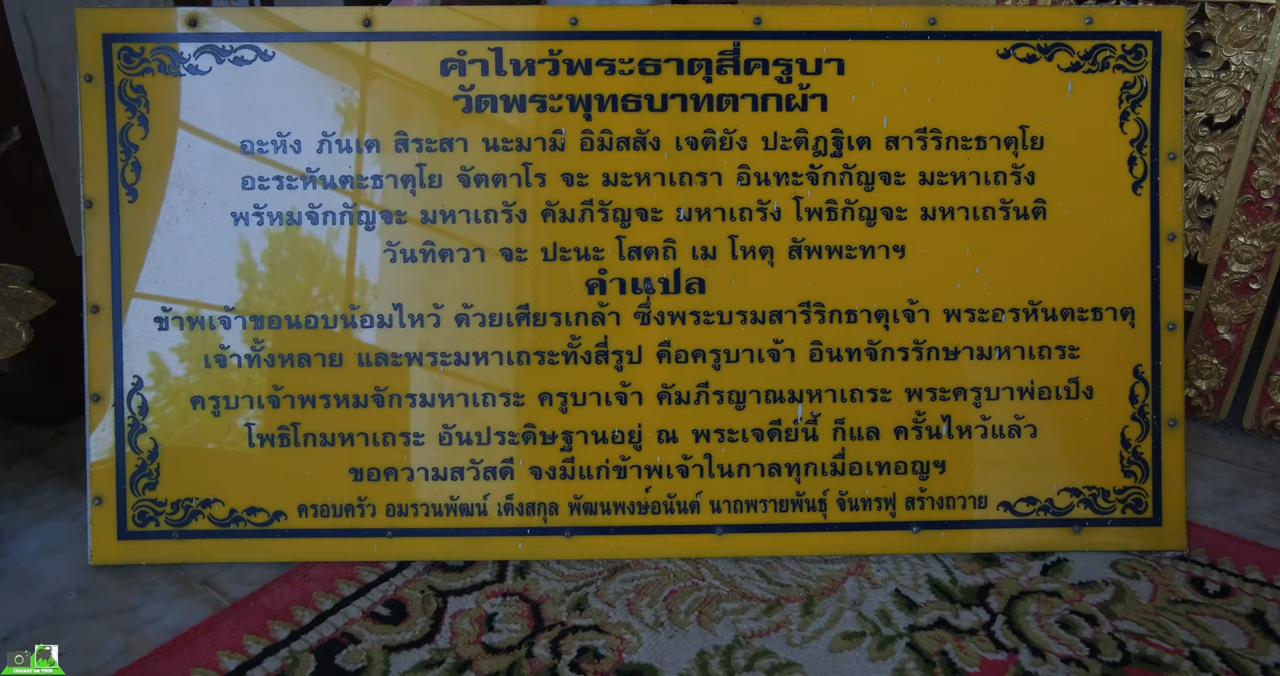 คำไหว้พระธาตุสี่ครูบา
วัดพระพุทธบาทตากผ้า
อะหัง ภันเต สิระสา นะมามิ อิมิสสัง เจติยัง ปะติฏฐิเต สารีริกะธาตุโย
อะระหันตะธาตุโย จัตตาโร จะ มะหาเถรา อินทะจักกัญจะ มะหาเถรัง
พรัหมจักกัญจะ มหาเถรัง คัมภีรัญจะ มหาเถรัง โพธิกัญจะ มหาเถรันติ
วันทิตวา จะ ปะนะ โสตถิ เม โหตุ สัพพะทาฯ
คำแปล
ข้าพเจ้าขอนอบน้อมไหว้ ด้วยเศียรเกล้า ซึ่งพระบรมสารีริกธาตุเจ้า พระอรหันตะธาตุ
เจ้าทั้งหลาย และพระมหาเถระทั้งสี่รูป คือครูบาเจ้า อินทจักรรักษามหาเถระ
ครูบาเจ้าพรหมจักรมหาเถระ ครูบาเจ้า คัมภีรญาณมหาเถระ พระครูบาพ่อเป็ง
โพธิโกมหาเถระ อันประดิษฐานอยู่ ณ พระเจดีย์นี้ ก็แล ครั้นไหว้แล้ว
ขอความสวัสดี จงมีแก่ข้าพเจ้าในกาลทุกเมื่อเทอญฯ
ครอบครัว อมรวนพัฒน์ เต็งสกุล พัฒนพงษ์อนันต์ นาถพรายพันธุ์ จันทรฟู สร้างถวาย